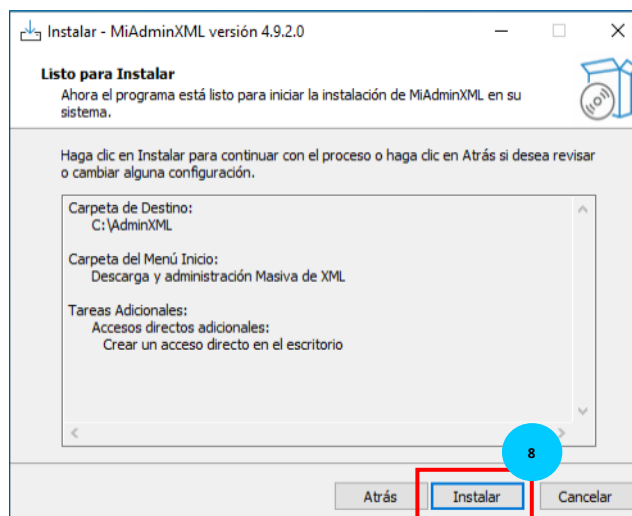 Instalar - MiAdminXML versión 4.9.2.0
Listo para Instalar
Ahora el programa está listo para iniciar la instalación de MiAdminXML en su
sistema.
Haga clic en Instalar para continuar con el proceso o haga clic en Atrás si desea revisar
o cambiar alguna configuración.
Carpeta de Destino:
C:\AdminXML
Carpeta del Menú Inicio:
Descarga y administración Masiva de XML
Tareas Adicionales:
Accesos directos adicionales:
Crear un acceso directo en el escritorio
8
Atrás
Instalar
Cancelar